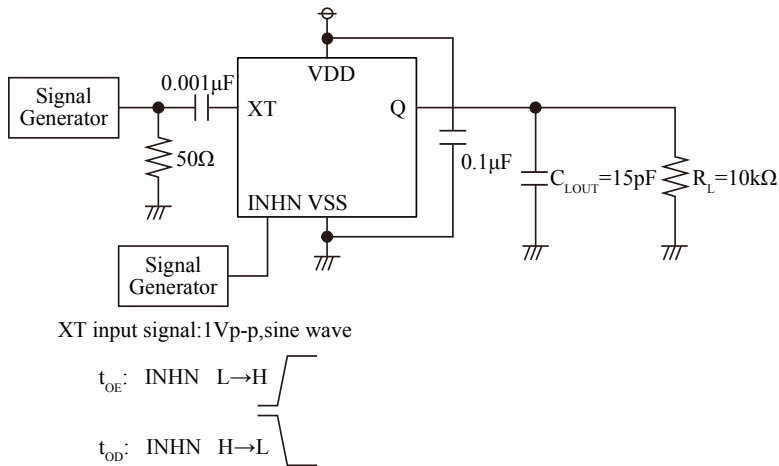 0.001μF
VDD
Signal
Generator
XT
Q
50Ω
0.1μF
C_LOUT=15pF
R_L=10kΩ
INHN VSS
Signal
Generator
XT input signal:1Vp-p,sine wave
t_OE: INHN L→H
t_OD: INHN H→L